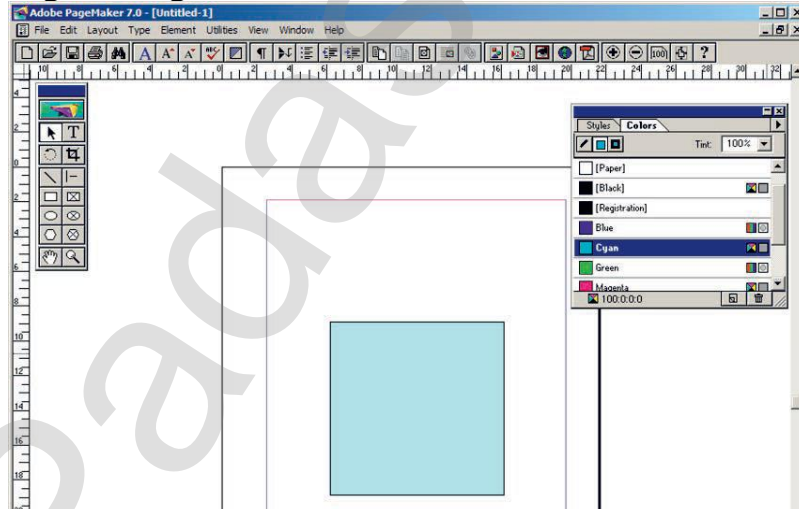 Adobe PageMaker 7.0 - [Untitled-1]
File Edit Layout Type Element Utilities View Window Help
Styles Colors
Tint: 100%
[Paper]
[Black]
[Registration]
Blue
Cyan
Green
Magenta
100:0:0:0